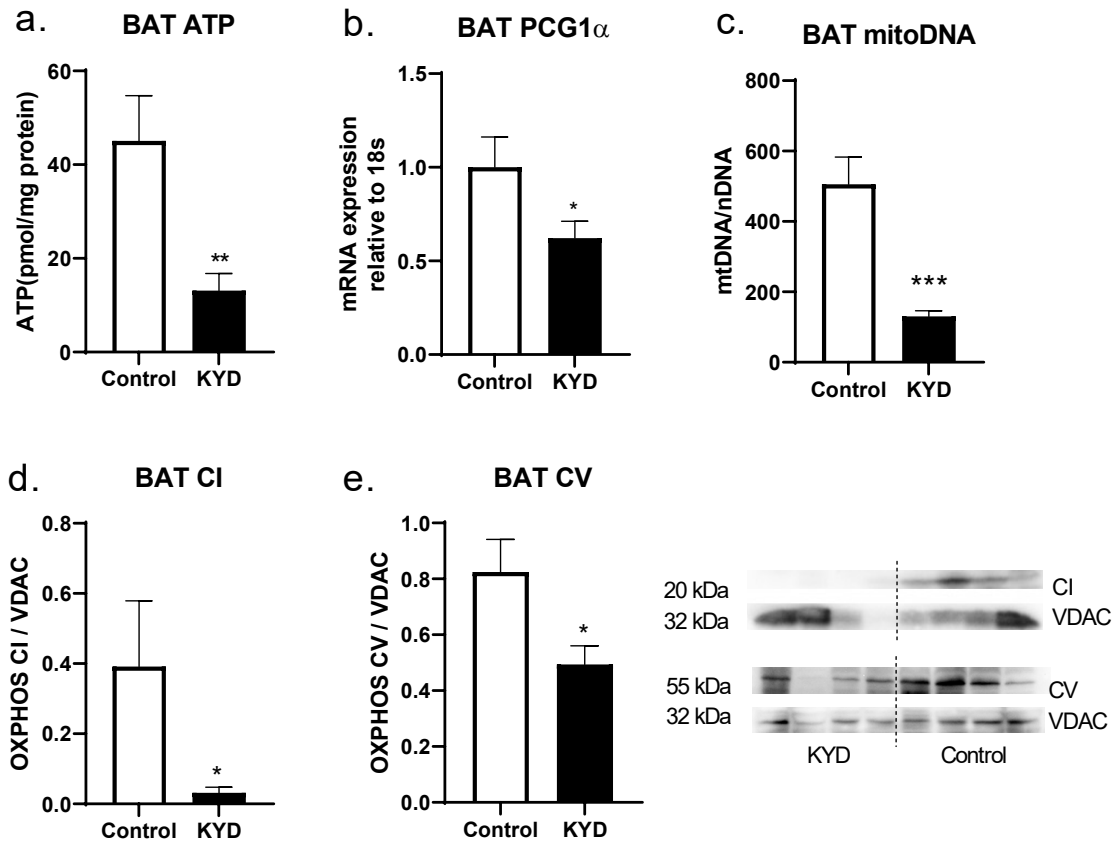 a.
BAT ATP
ATP(pmol/mg protein)
60
40
20
0
**
Control
KYD
b.
BAT PCG1α
mRNA expression
relative to 18s
1.5
1.0
0.5
0.0
*
Control
KYD
c.
BAT mitoDNA
mtDNA/nDNA
800
600
400
200
0
***
Control
KYD
d.
BAT CI
OXPHOS CI / VDAC
0.8
0.6
0.4
0.2
0.0
*
Control
KYD
e.
BAT CV
OXPHOS CV / VDAC
1.0
0.8
0.6
0.4
0.2
0.0
*
Control
KYD
20 kDa
CI
32 kDa
VDAC
55 kDa
CV
32 kDa
VDAC
KYD
Control